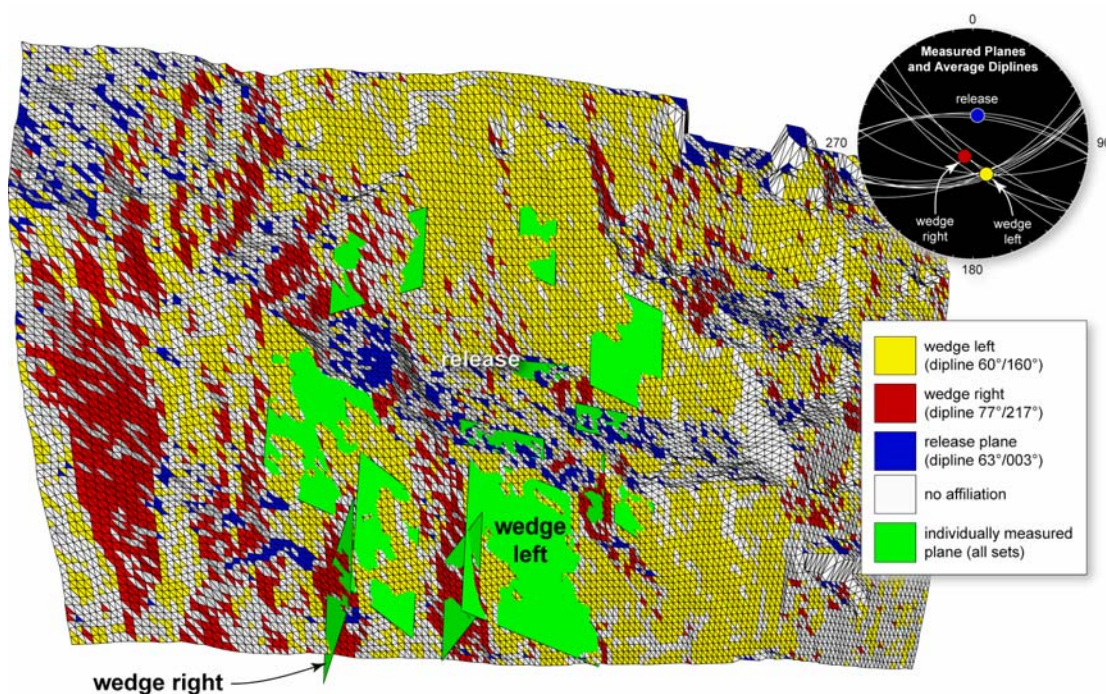 0
Measured Planes
and Average Diplines
release
270
90
wedge
right
wedge
left
180
release
wedge left
(dipline 60°/160°)
wedge right
(dipline 77°/217°)
release plane
(dipline 63°/003°)
no affiliation
individually measured
plane (all sets)
wedge
left
wedge right